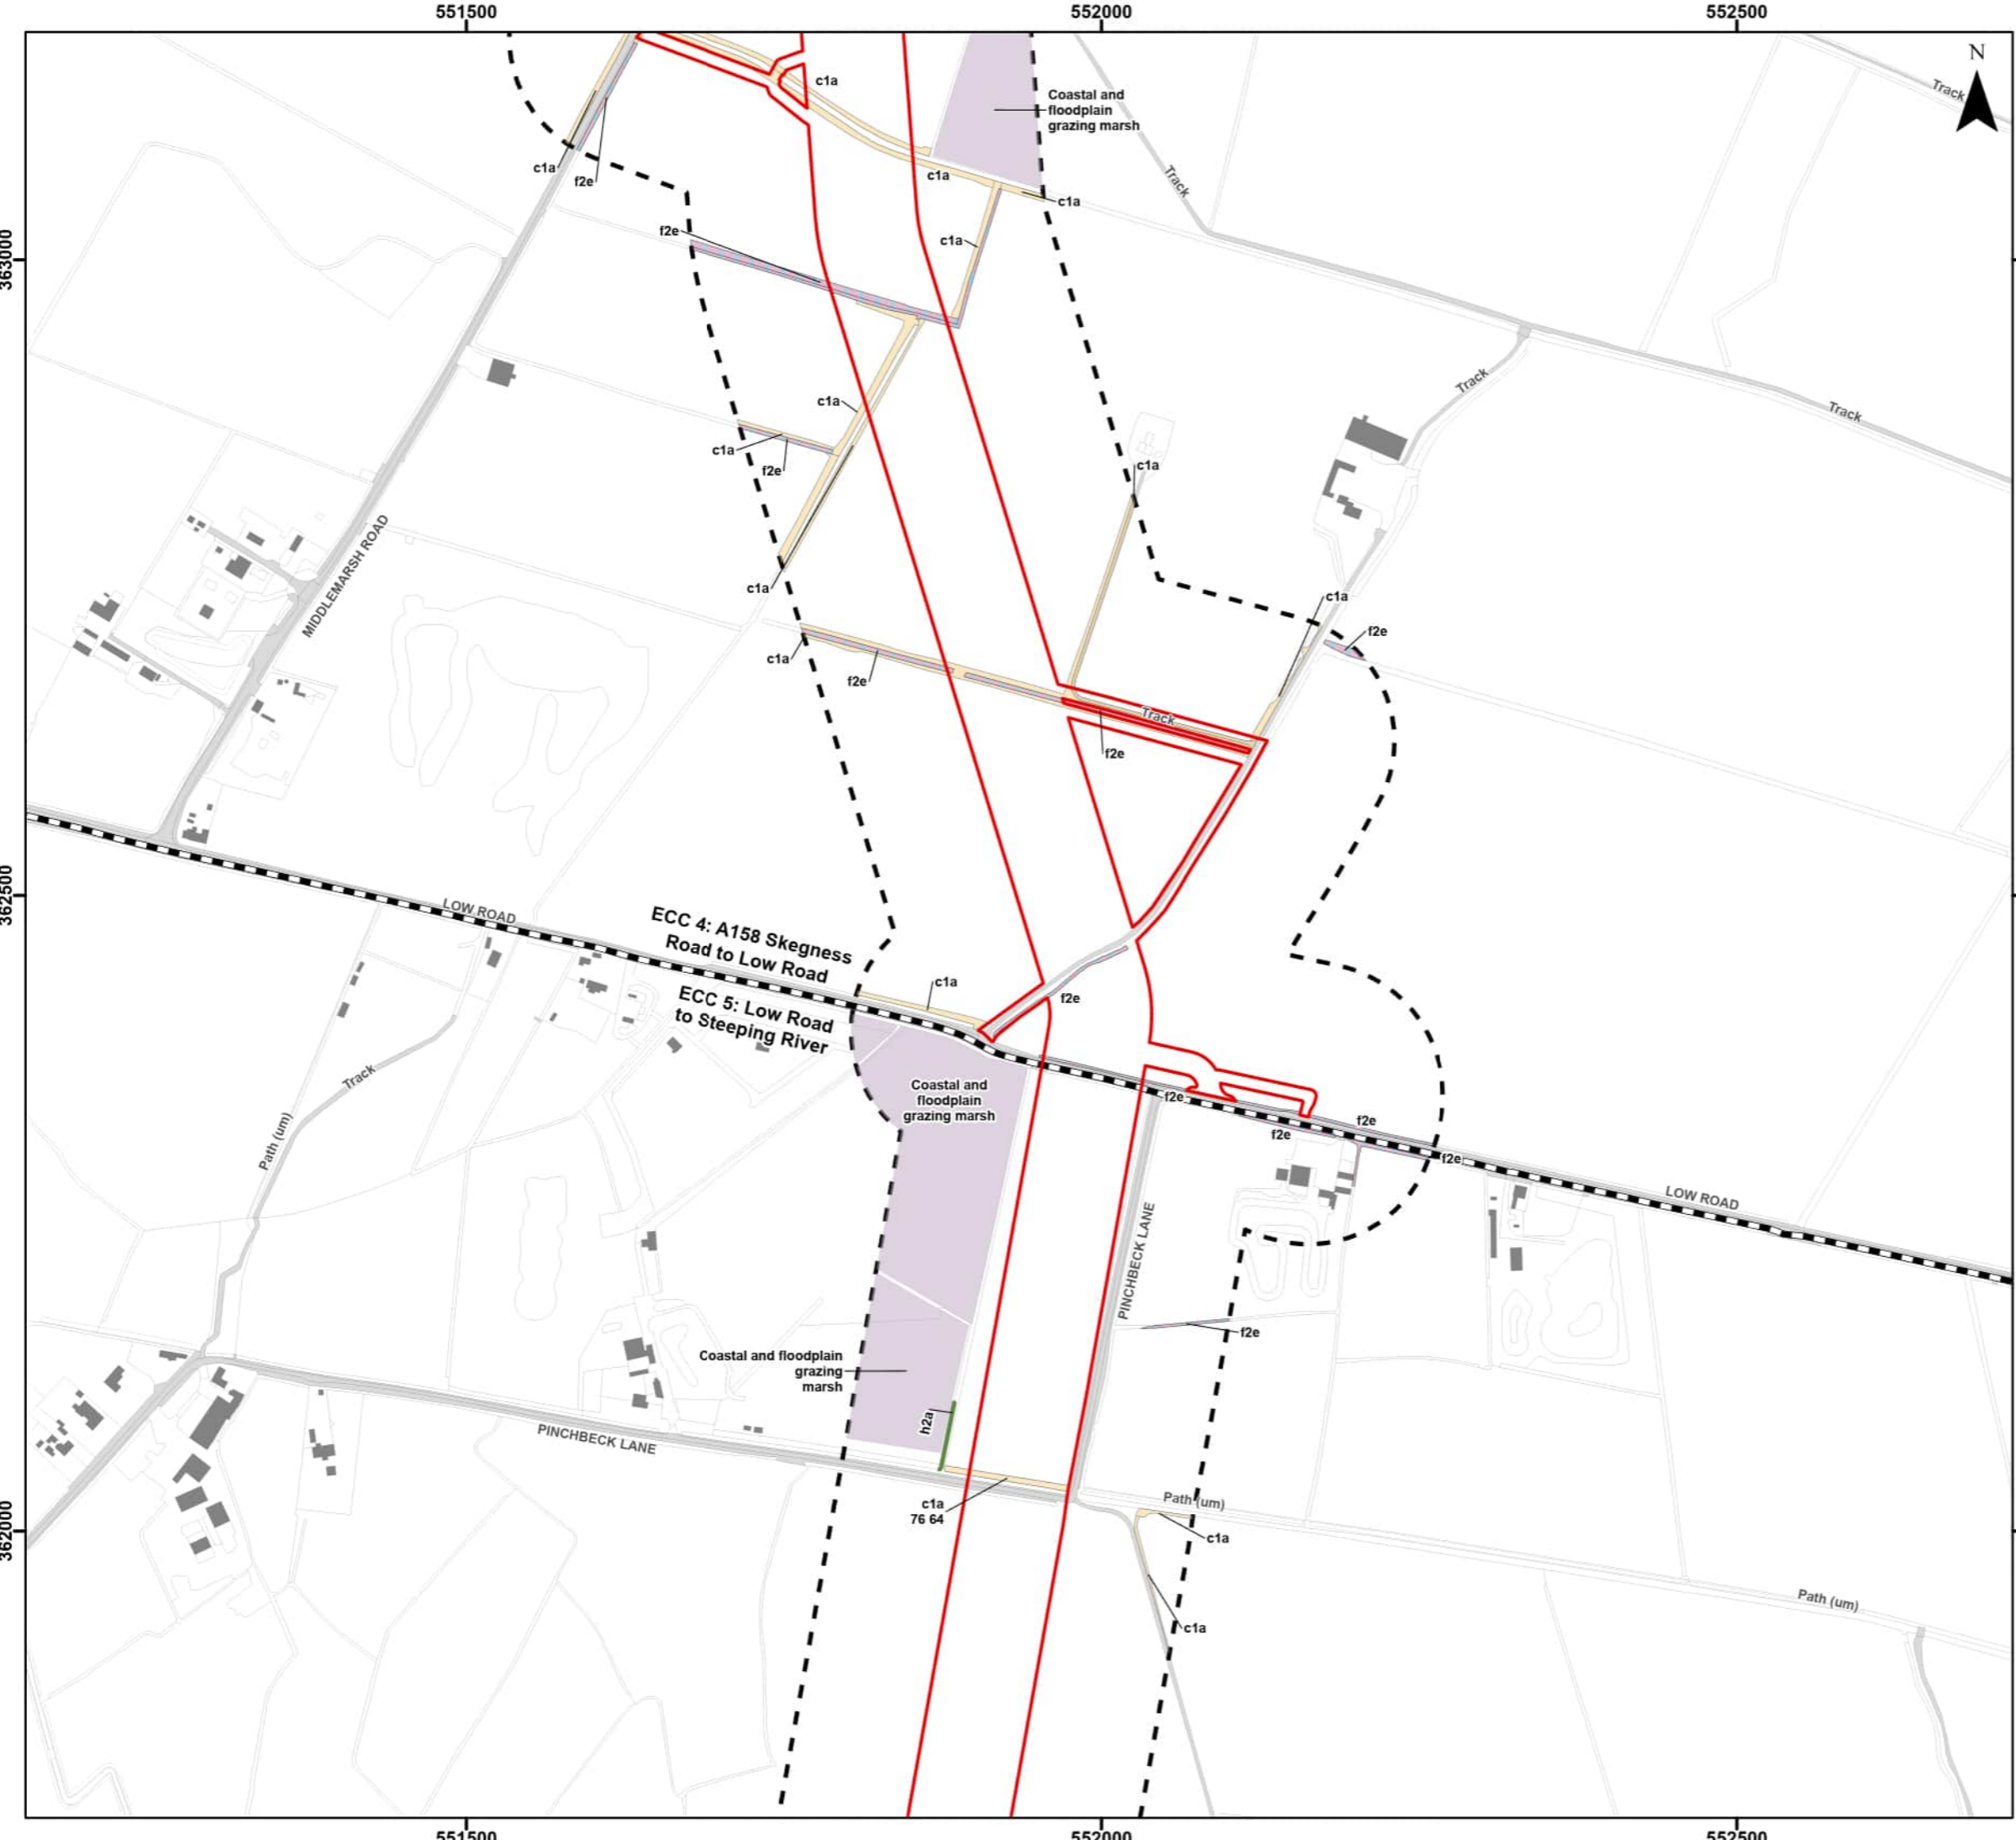 551500
552000
552500
N
Track
c1a
Coastal and
floodplain
grazing marsh
c1a
f2e
c1a
Track
c1a
f2e
c1a
363000
Track
c1a
Track
c1a
f2e
c1a
MIDDLEMARSH ROAD
c1a
c1a
f2e
c1a
f2e
Track
f2e
362500
LOW ROAD
ECC 4: A158 Skegness
Road to Low Road
c1a
ECC 5: Low Road
to Steeping River
f2e
Track
Coastal and
floodplain
grazing marsh
f2e
f2e
f2e
f2e
Path (um)
LOW ROAD
PINCHBECK LANE
f2e
Coastal and floodplain
grazing
marsh
h2a
PINCHBECK LANE
c1a
76 64
Path (um)
c1a
362000
Path (um)
c1a
551500
552000
552500